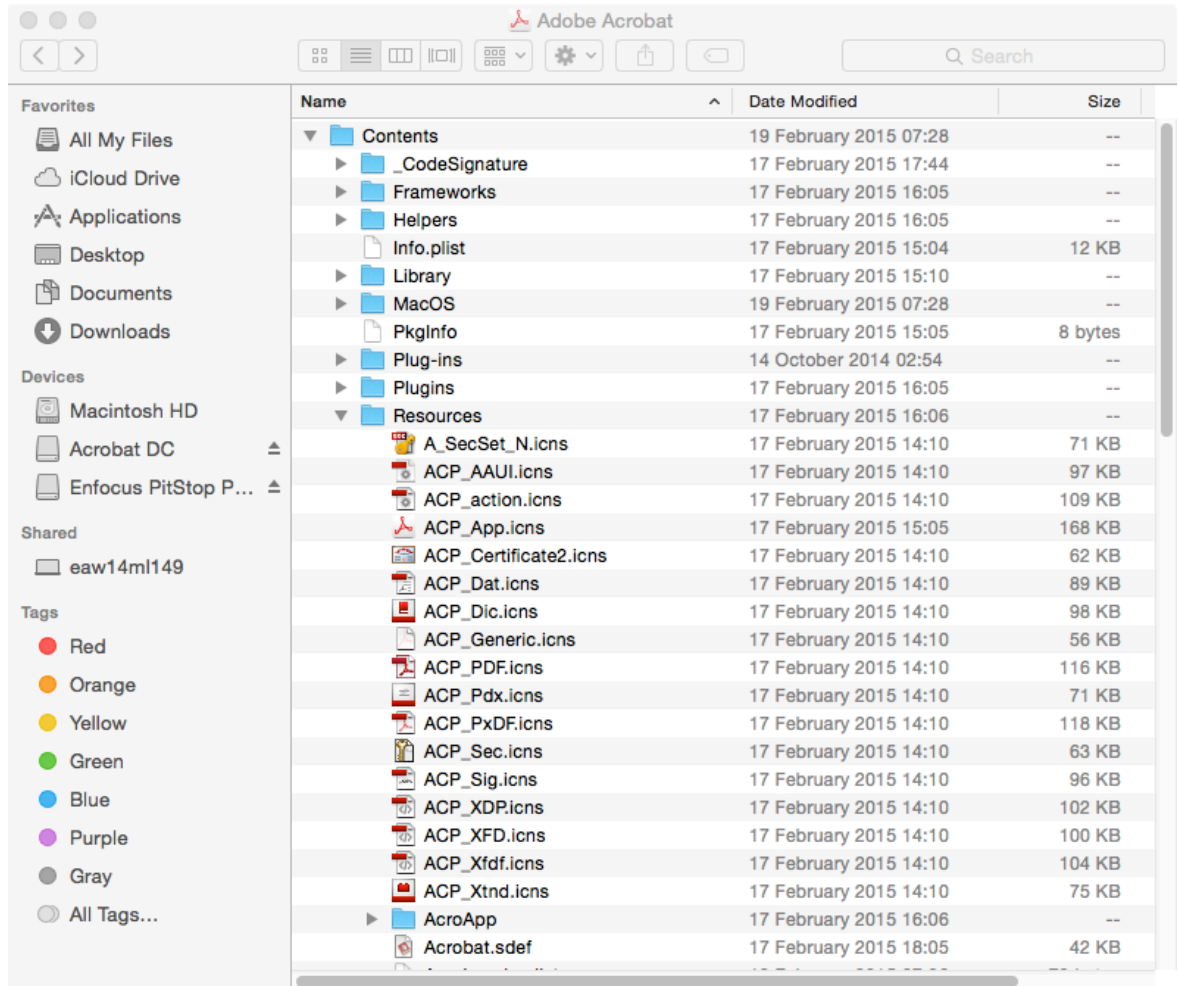 Adobe Acrobat
Search
Favorites
All My Files
iCloud Drive
Applications
Desktop
Documents
Downloads
Devices
Macintosh HD
Acrobat DC
Enfocus PitStop P...
Shared
eaw14ml149
Tags
Red
Orange
Yellow
Green
Blue
Purple
Gray
All Tags...
Name Date Modified Size
Contents 19 February 2015 07:28 --
_CodeSignature 17 February 2015 17:44 --
Frameworks 17 February 2015 16:05 --
Helpers 17 February 2015 16:05 --
Info.plist 17 February 2015 15:04 12 KB
Library 17 February 2015 15:10 --
MacOS 19 February 2015 07:28 --
PkgInfo 17 February 2015 15:05 8 bytes
Plug-ins 14 October 2014 02:54 --
Plugins 17 February 2015 16:05 --
Resources 17 February 2015 16:06 --
A_SecSet_N.icns 17 February 2015 14:10 71 KB
ACP_AAUI.icns 17 February 2015 14:10 97 KB
ACP_action.icns 17 February 2015 14:10 109 KB
ACP_App.icns 17 February 2015 15:05 168 KB
ACP_Certificate2.icns 17 February 2015 14:10 62 KB
ACP_Dat.icns 17 February 2015 14:10 89 KB
ACP_Dic.icns 17 February 2015 14:10 98 KB
ACP_Generic.icns 17 February 2015 14:10 56 KB
ACP_PDF.icns 17 February 2015 14:10 116 KB
ACP_Pdx.icns 17 February 2015 14:10 71 KB
ACP_PxDF.icns 17 February 2015 14:10 118 KB
ACP_Sec.icns 17 February 2015 14:10 63 KB
ACP_Sig.icns 17 February 2015 14:10 96 KB
ACP_XDP.icns 17 February 2015 14:10 102 KB
ACP_XFD.icns 17 February 2015 14:10 100 KB
ACP_Xfdf.icns 17 February 2015 14:10 104 KB
ACP_Xtnd.icns 17 February 2015 14:10 75 KB
AcroApp 17 February 2015 16:06 --
Acrobat.sdef 17 February 2015 18:05 42 KB